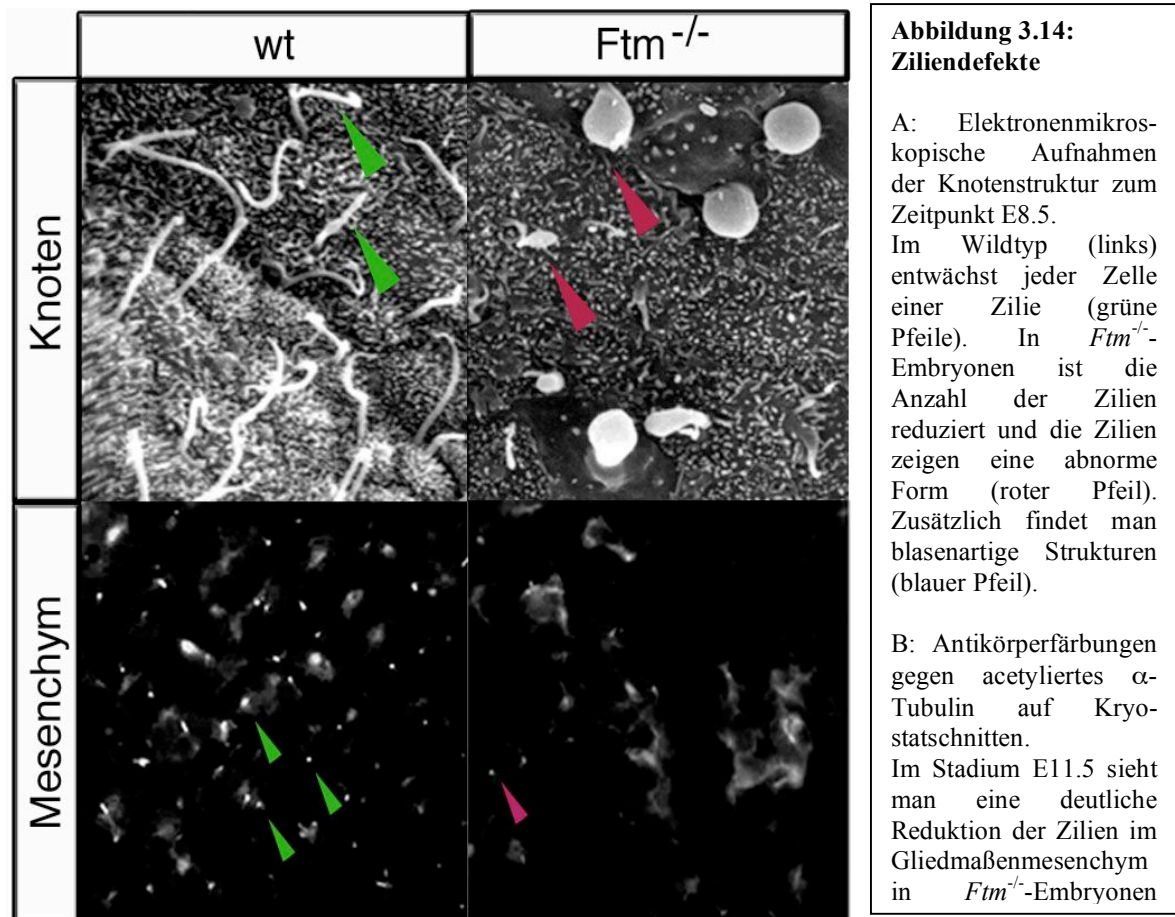 wt
Ftm-/-
Knoten
Mesenchym
Abbildung 3.14:
Ziliendefekte
A: Elektronenmikros-
kopische Aufnahmen
der Knotenstruktur zum
Zeitpunkt E8.5.
Im Wildtyp (links)
entwächst jeder Zelle
einer Zilie (grüne
Pfeile). In Ftm-/--
Embryonen ist die
Anzahl der Zilien
reduziert und die Zilien
zeigen eine abnorme
Form (roter Pfeil).
Zusätzlich findet man
blasenartige Strukturen
(blauer Pfeil).
B: Antikörperfärbungen
gegen acetyliertes α-
Tubulin auf Kryo-
statschnitten.
Im Stadium E11.5 sieht
man eine deutliche
Reduktion der Zilien im
Gliedmaßenmesenchym
in Ftm-/--Embryonen